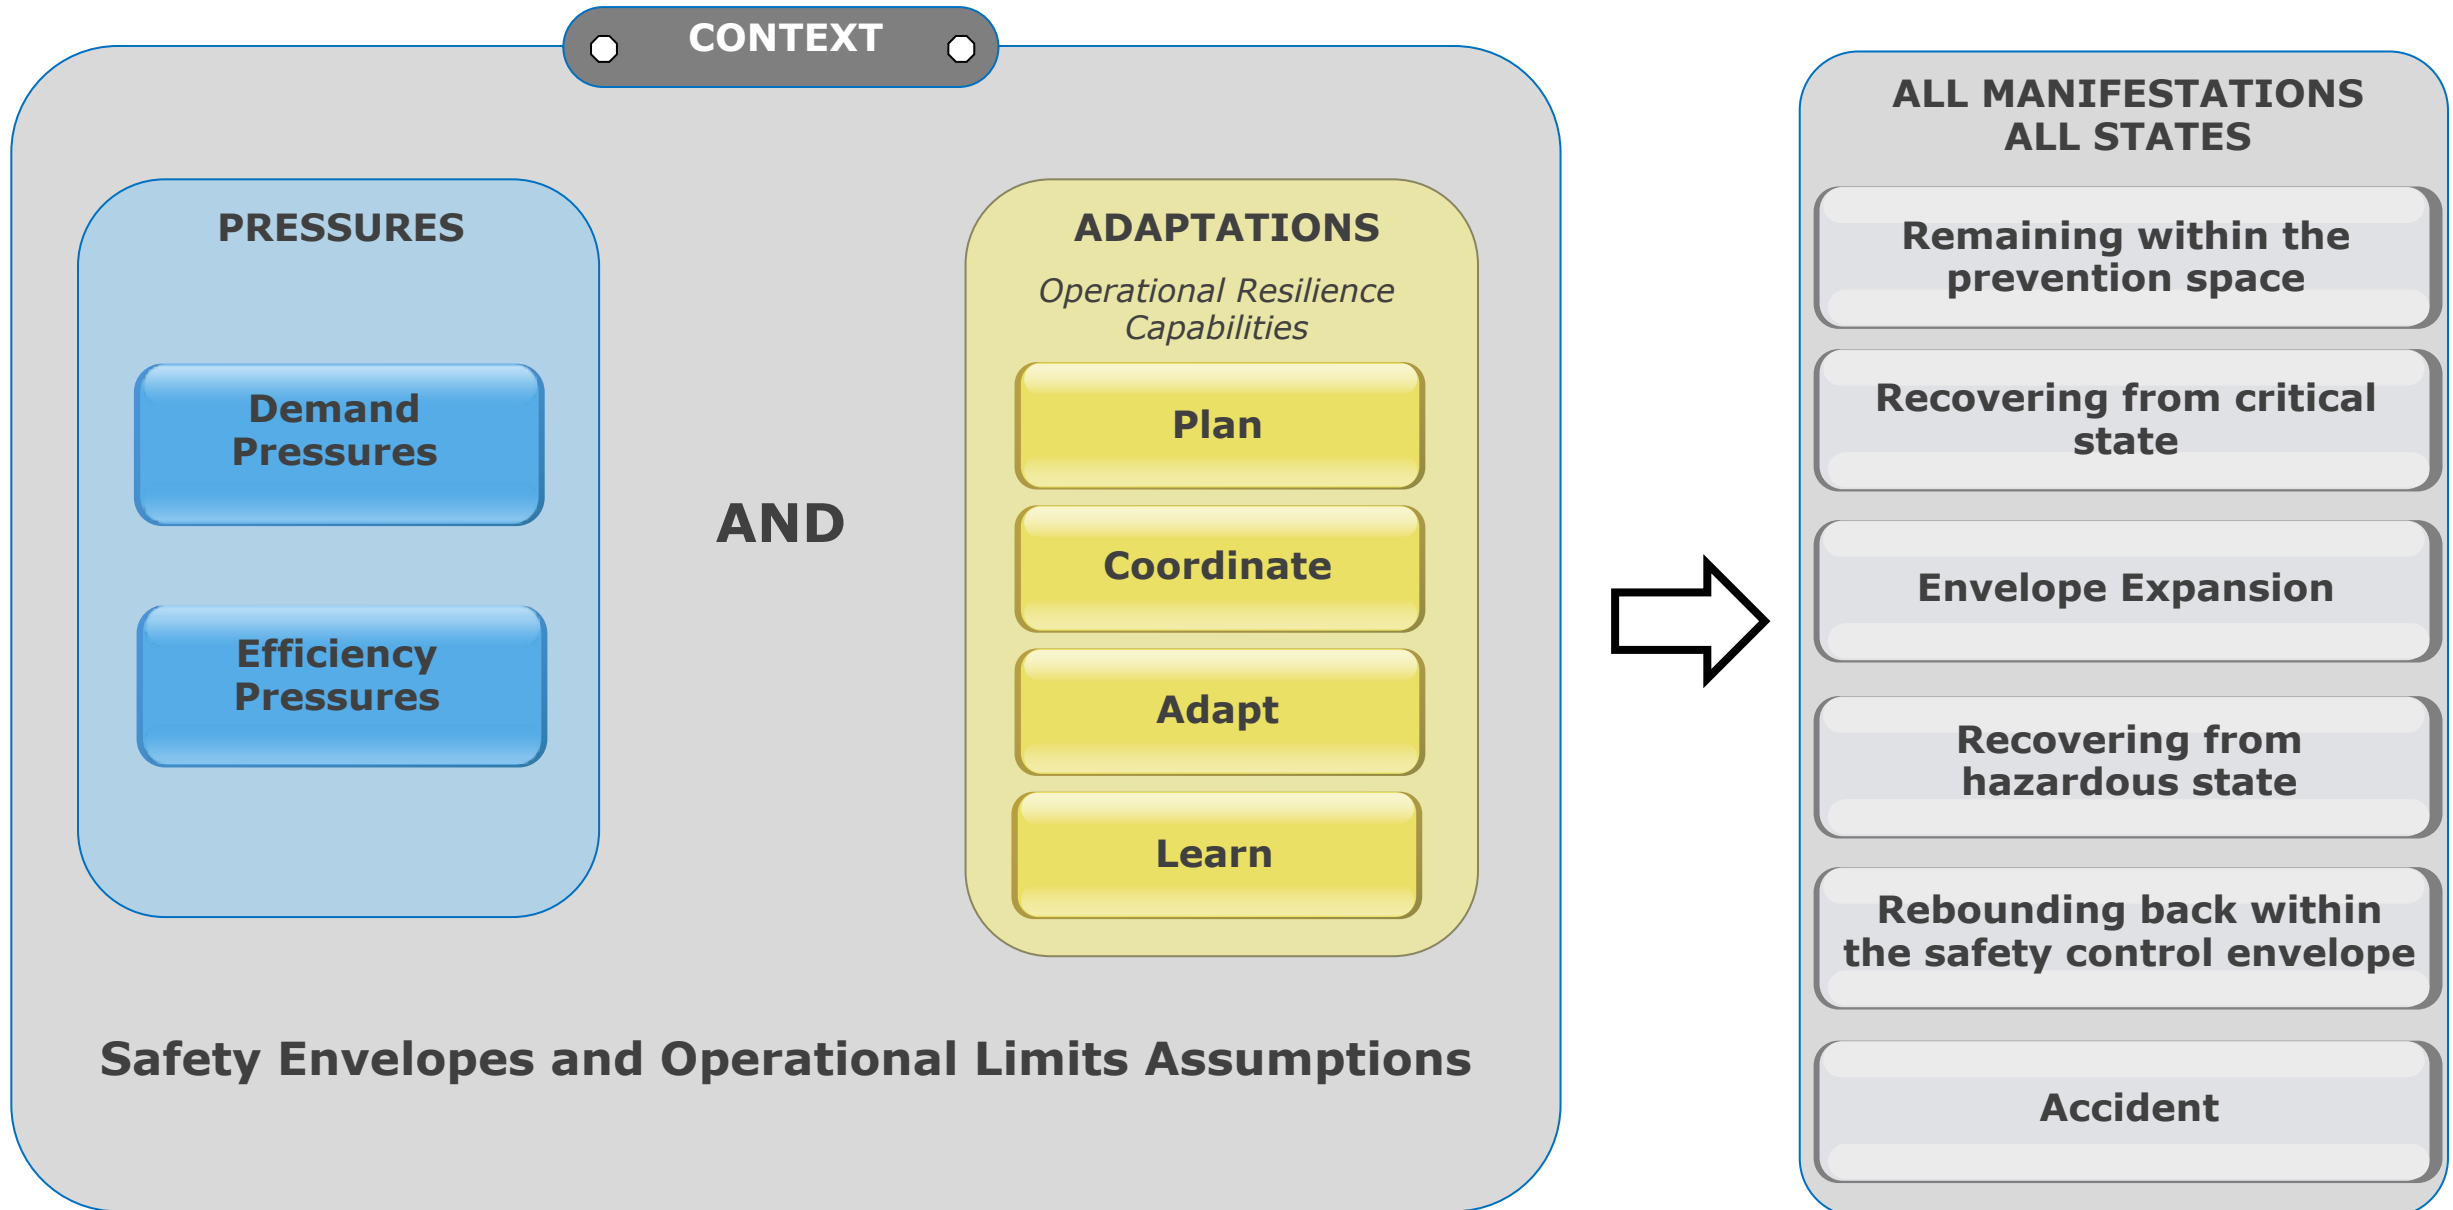 CONTEXT
PRESSURES
Demand
Pressures
Efficiency
Pressures
AND
ADAPTATIONS
Operational Resilience
Capabilities
Plan
Coordinate
Adapt
Learn
Safety Envelopes and Operational Limits Assumptions
ALL MANIFESTATIONS
ALL STATES
Remaining within the
prevention space
Recovering from critical
state
Envelope Expansion
Recovering from
hazardous state
Rebounding back within
the safety control envelope
Accident